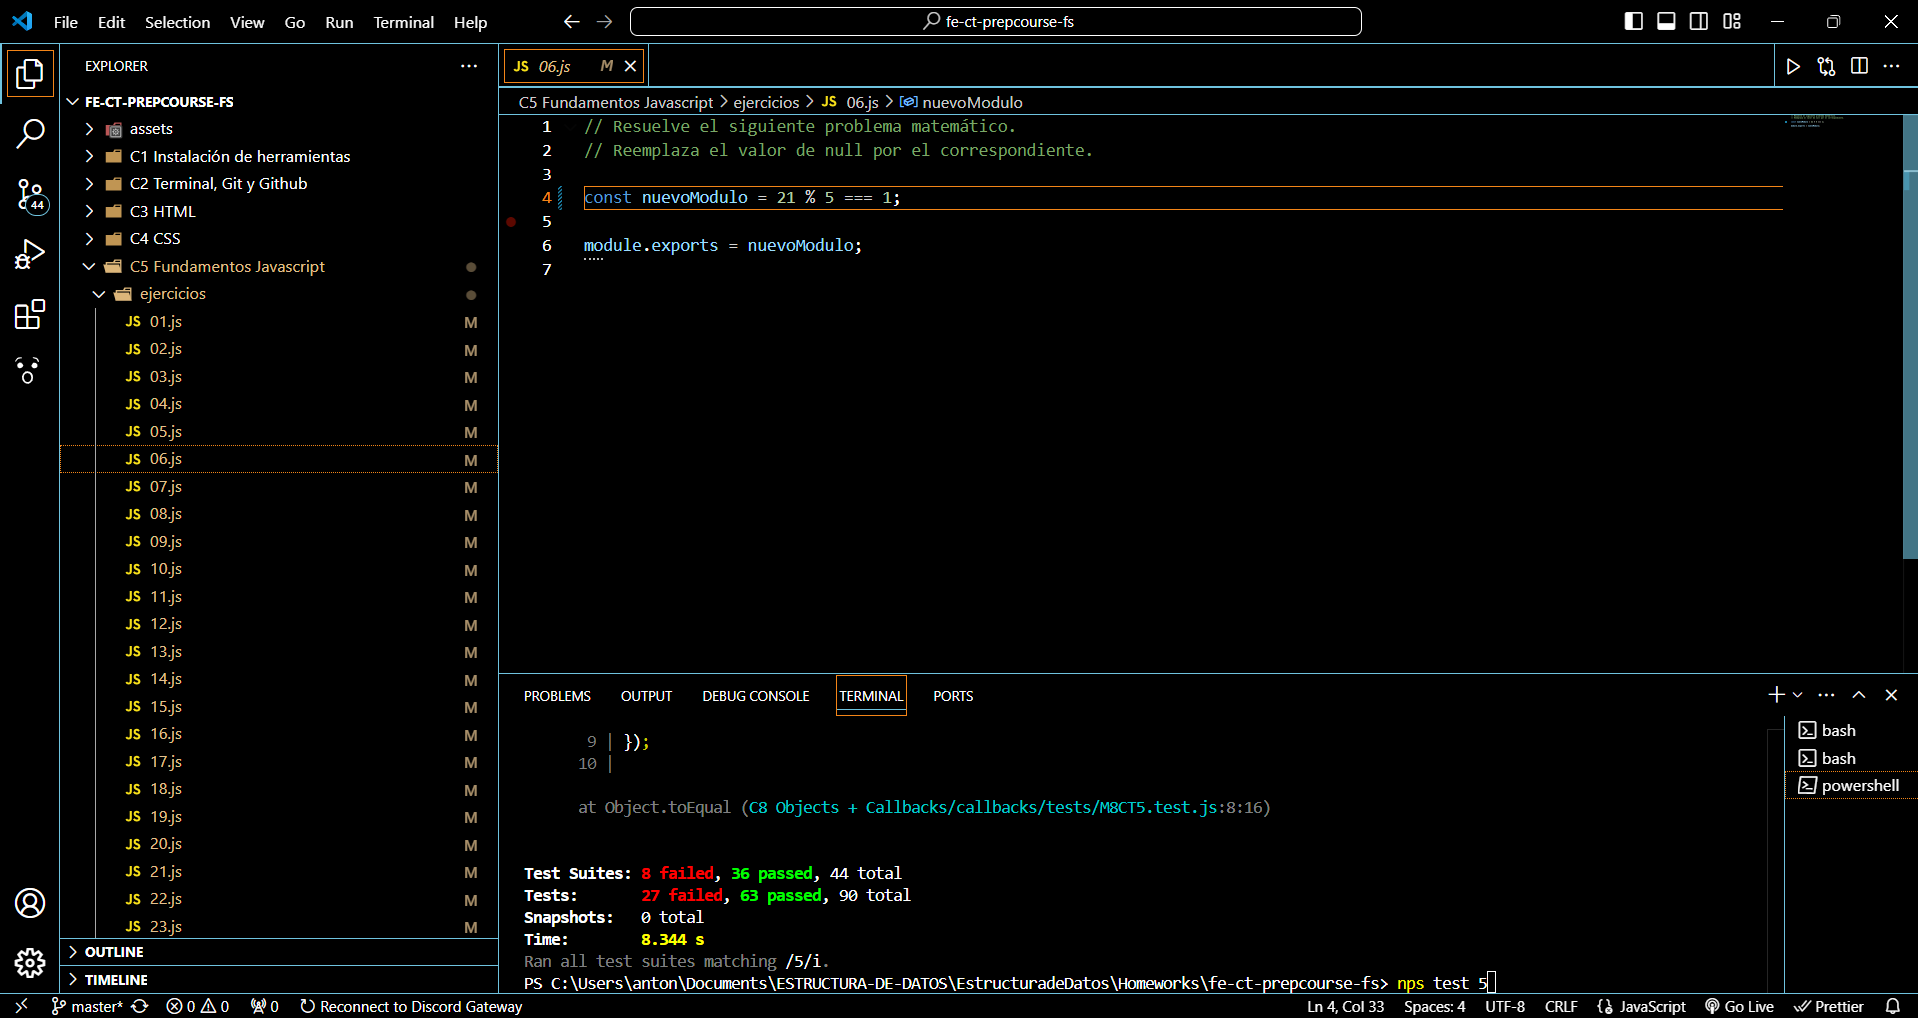 File Edit Selection View Go Run Terminal Help
fe-ct-prepcourse-fs
EXPLORER
FE-CT-PREPCOURSE-FS
assets
C1 Instalación de herramientas
C2 Terminal, Git y Github
C3 HTML
C4 CSS
C5 Fundamentos Javascript
ejercicios
JS 01.js M
JS 02.js M
JS 03.js M
JS 04.js M
JS 05.js M
JS 06.js M
JS 07.js M
JS 08.js M
JS 09.js M
JS 10.js M
JS 11.js M
JS 12.js M
JS 13.js M
JS 14.js M
JS 15.js M
JS 16.js M
JS 17.js M
JS 18.js M
JS 19.js M
JS 20.js M
JS 21.js M
JS 22.js M
JS 23.js M
OUTLINE
TIMELINE
44
JS 06.js M
C5 Fundamentos Javascript > ejercicios > JS 06.js > nuevoModulo
1 // Resuelve el siguiente problema matemático.
2 // Reemplaza el valor de null por el correspondiente.
3
4 const nuevoModulo = 21 % 5 === 1;
5
6 module.exports = nuevoModulo;
7
PROBLEMS OUTPUT DEBUG CONSOLE TERMINAL PORTS
9 | });
10 |
at Object.toEqual (C8 Objects + Callbacks/callbacks/tests/M8CT5.test.js:8:16)
Test Suites: 8 failed, 36 passed, 44 total
Tests: 27 failed, 63 passed, 90 total
Snapshots: 0 total
Time: 8.344 s
Ran all test suites matching /5/i.
PS C:\Users\anton\Documents\ESTRUCTURA-DE-DATOS\EstructuradeDatos\Homeworks\fe-ct-prepcourse-fs> nps test 5
bash
bash
powershell
master* 0 0 0 Reconnect to Discord Gateway
Ln 4, Col 33 Spaces: 4 UTF-8 CRLF {} JavaScript Go Live Prettier